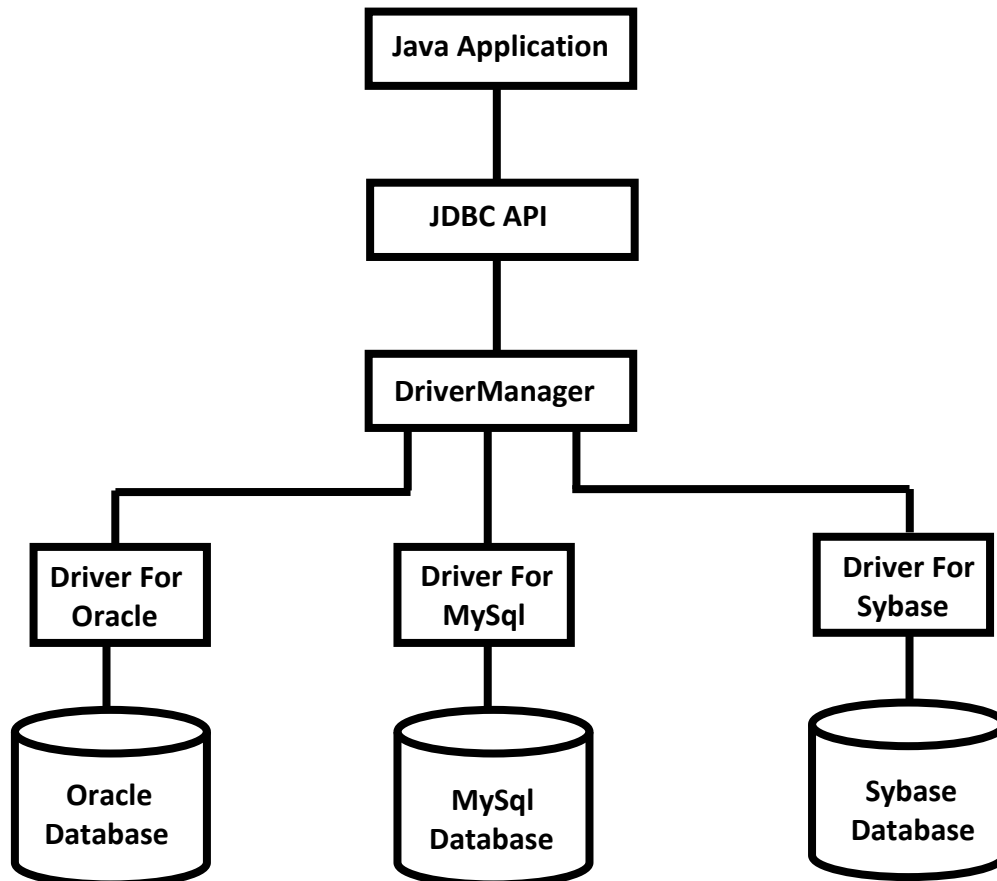 Java Application
JDBC API
DriverManager
Driver For
Oracle
Driver For
MySql
Driver For
Sybase
Oracle
Database
MySql
Database
Sybase
Database